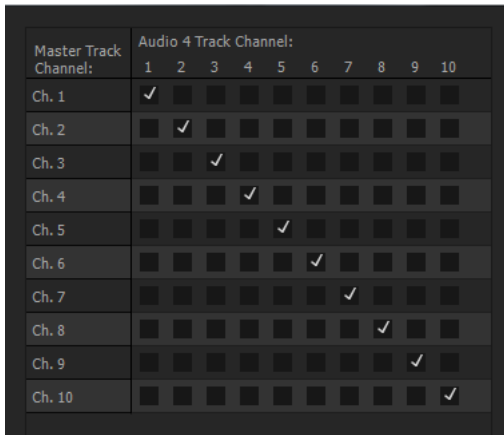 Master Track Channel:
Audio 4 Track Channel:
1 2 3 4 5 6 7 8 9 10
Ch. 1
Ch. 2
Ch. 3
Ch. 4
Ch. 5
Ch. 6
Ch. 7
Ch. 8
Ch. 9
Ch. 10